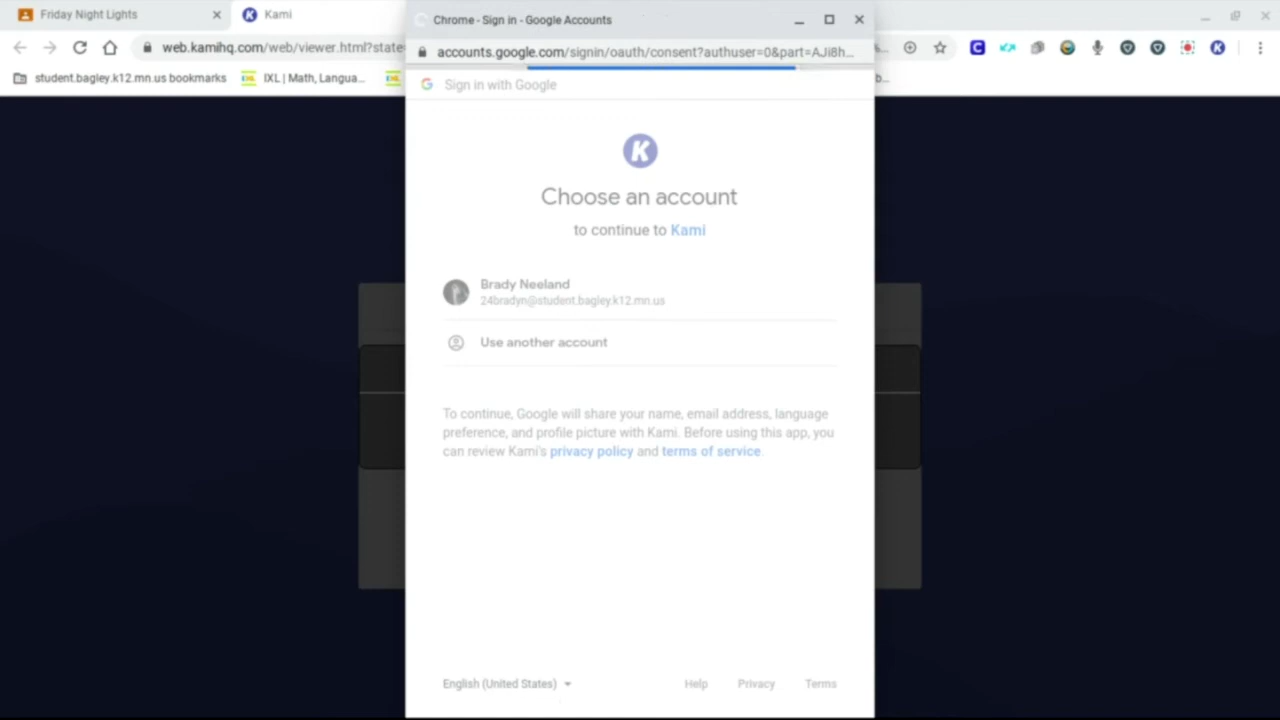 Friday Night Lights
Kami
Chrome - Sign in - Google Accounts
web.kamihq.com/web/viewer.html?state=
accounts.google.com/signin/oauth/consent?authuser=0&part=AJi8h...
student.bagley.k12.mn.us bookmarks
IXL | Math, Langua...
IXL
b...
Sign in with Google
K
Choose an account
to continue to Kami
Brady Neeland
24bradyn@student.bagley.k12.mn.us
Use another account
To continue, Google will share your name, email address, language
preference, and profile picture with Kami. Before using this app, you
can review Kami's privacy policy and terms of service.
English (United States)
Help
Privacy
Terms